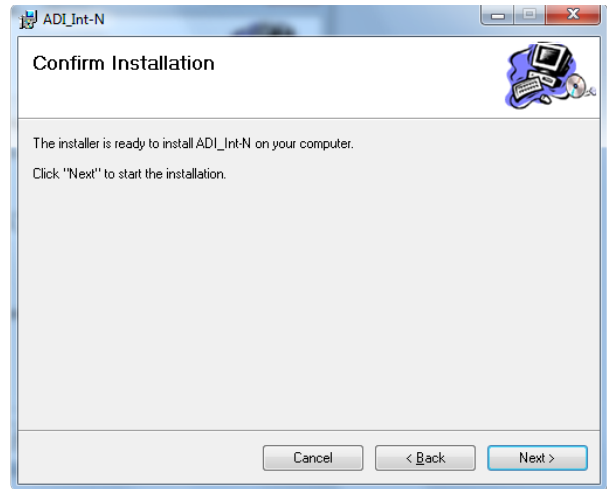 ADI_Int-N
Confirm Installation
The installer is ready to install ADI_Int-N on your computer.
Click "Next" to start the installation.
Cancel
< Back
Next >